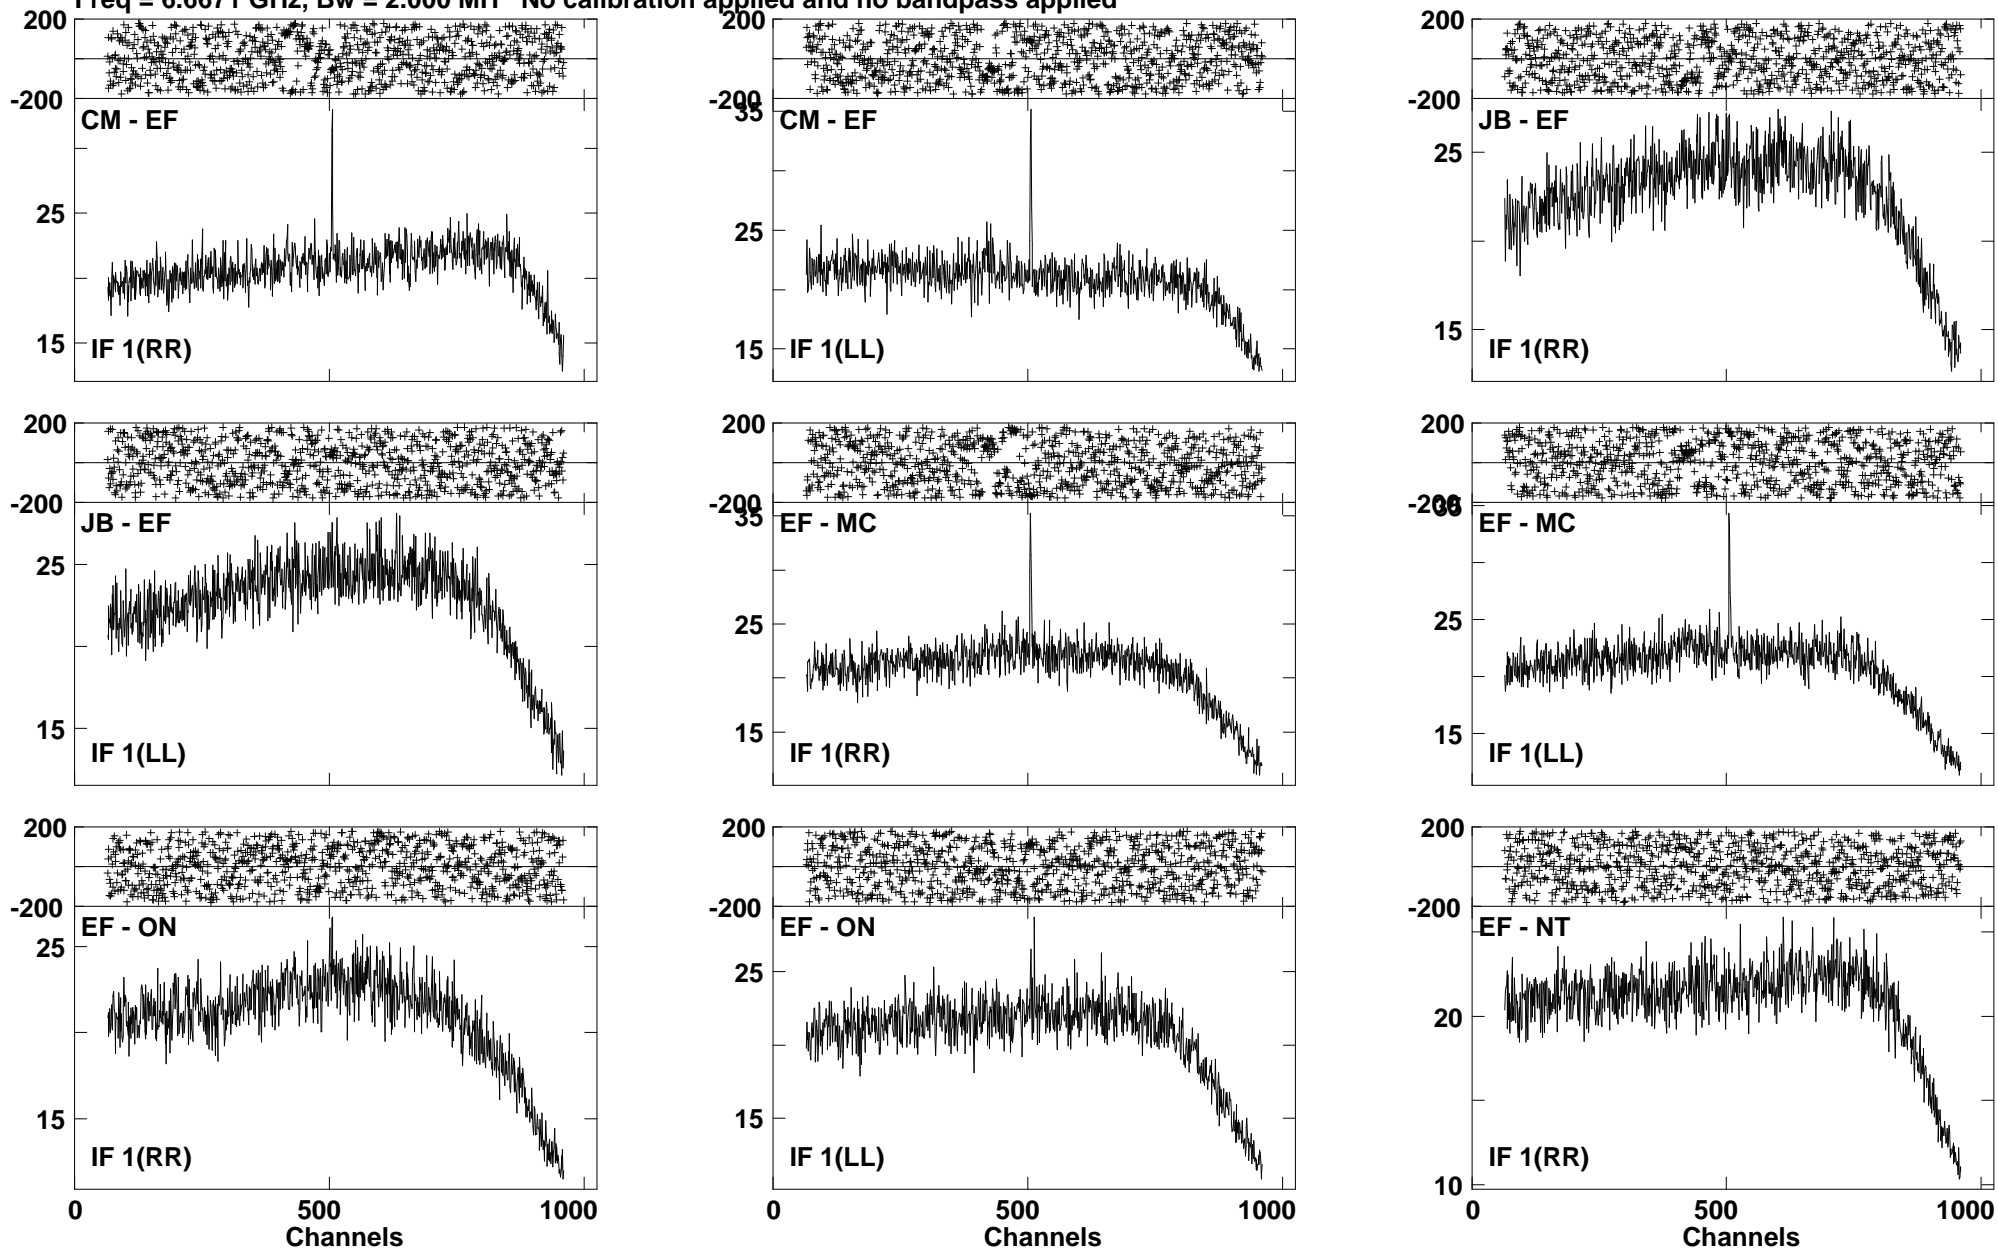 Freq = 6.6671 GHz, Bw = 2.000 MH No calibration applied and no bandpass applied
200
-200
CM - EF
25
15
IF 1(RR)
200
-200
35
CM - EF
25
15
IF 1(LL)
200
-200
JB - EF
25
15
IF 1(RR)
200
-200
JB - EF
25
15
IF 1(LL)
200
-200
35
EF - MC
25
15
IF 1(RR)
200
-200
EF - MC
25
15
IF 1(LL)
200
-200
EF - ON
25
15
IF 1(RR)
0 500 1000
Channels
200
-200
EF - ON
25
15
IF 1(LL)
0 500 1000
Channels
200
-200
EF - NT
20
10
IF 1(RR)
0 500 1000
Channels